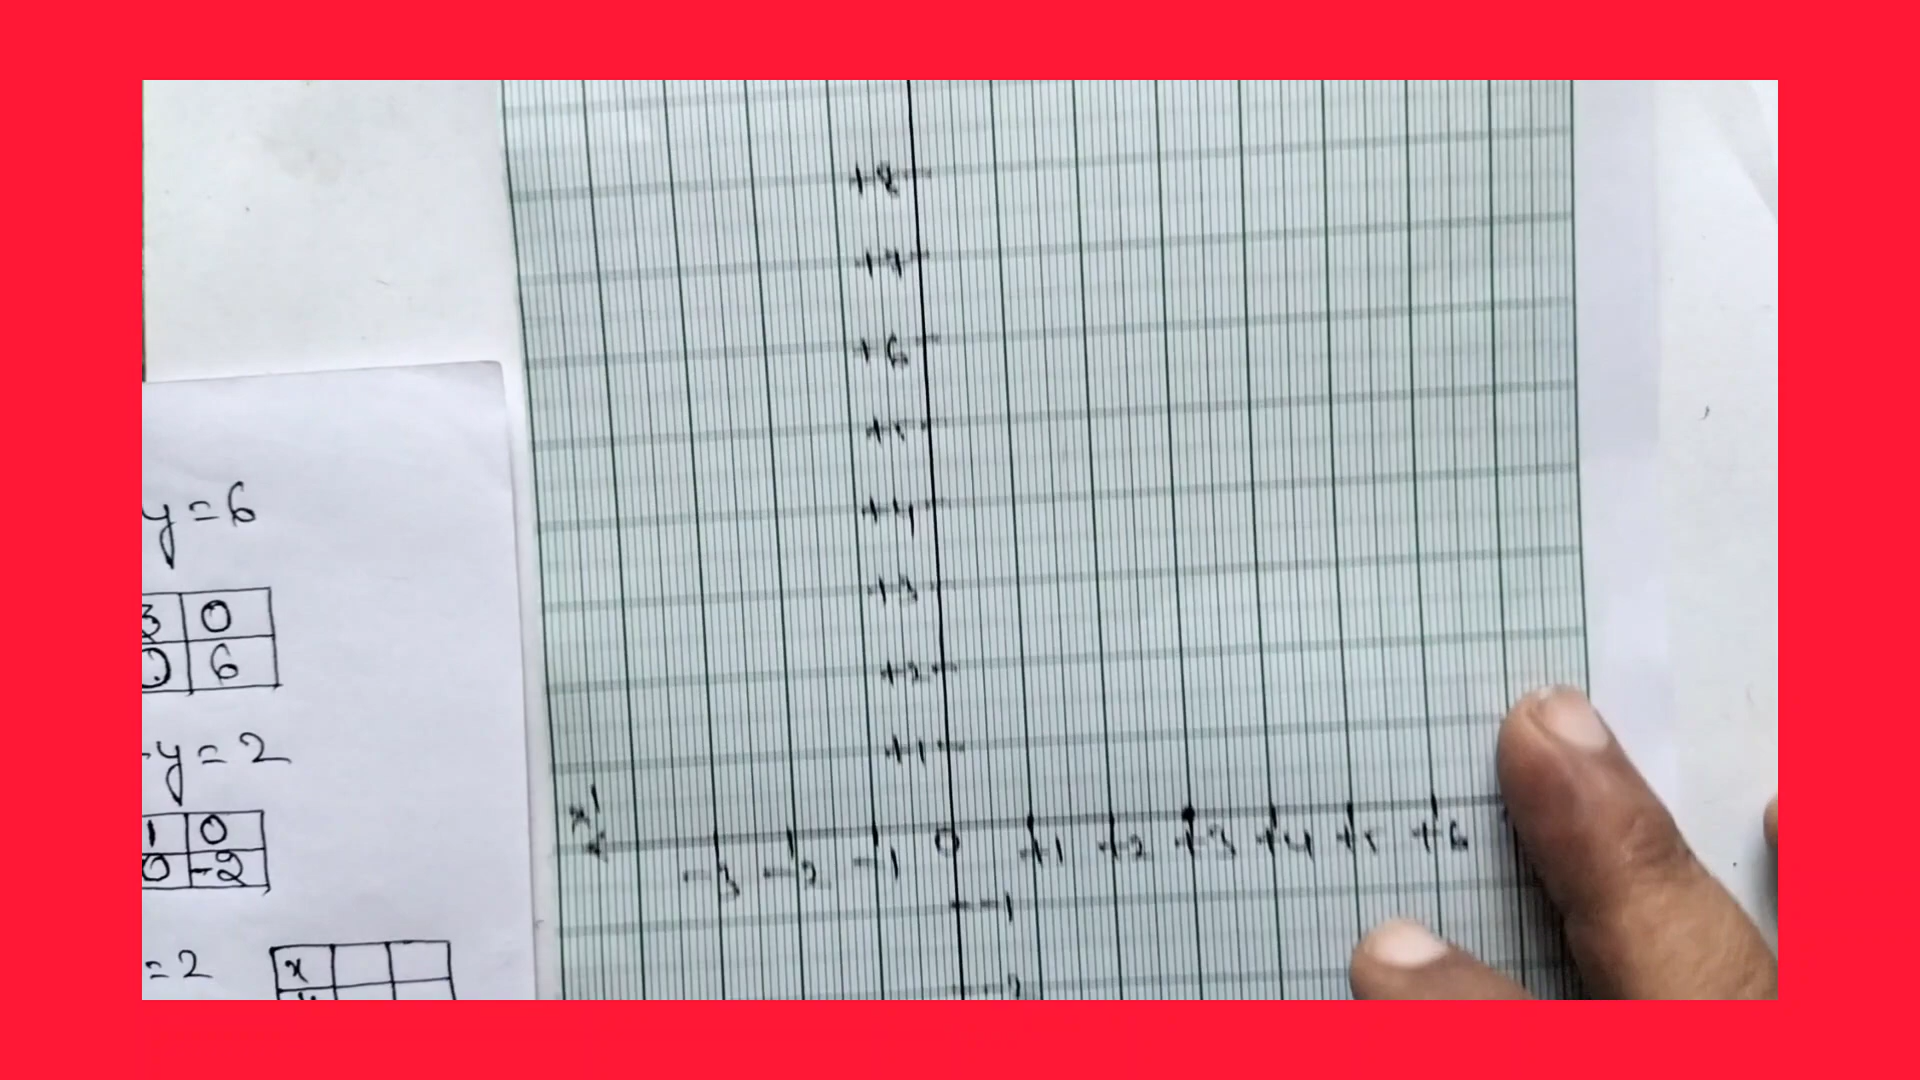 y=6
3 0
0 6
-y=2
1 0
0 -2
=2
x
+8
+7
+6
+5
+4
+3
+2
+1
x'
-3 -2 -1 0 +1 +2 +3 +4 +5 +6
-1